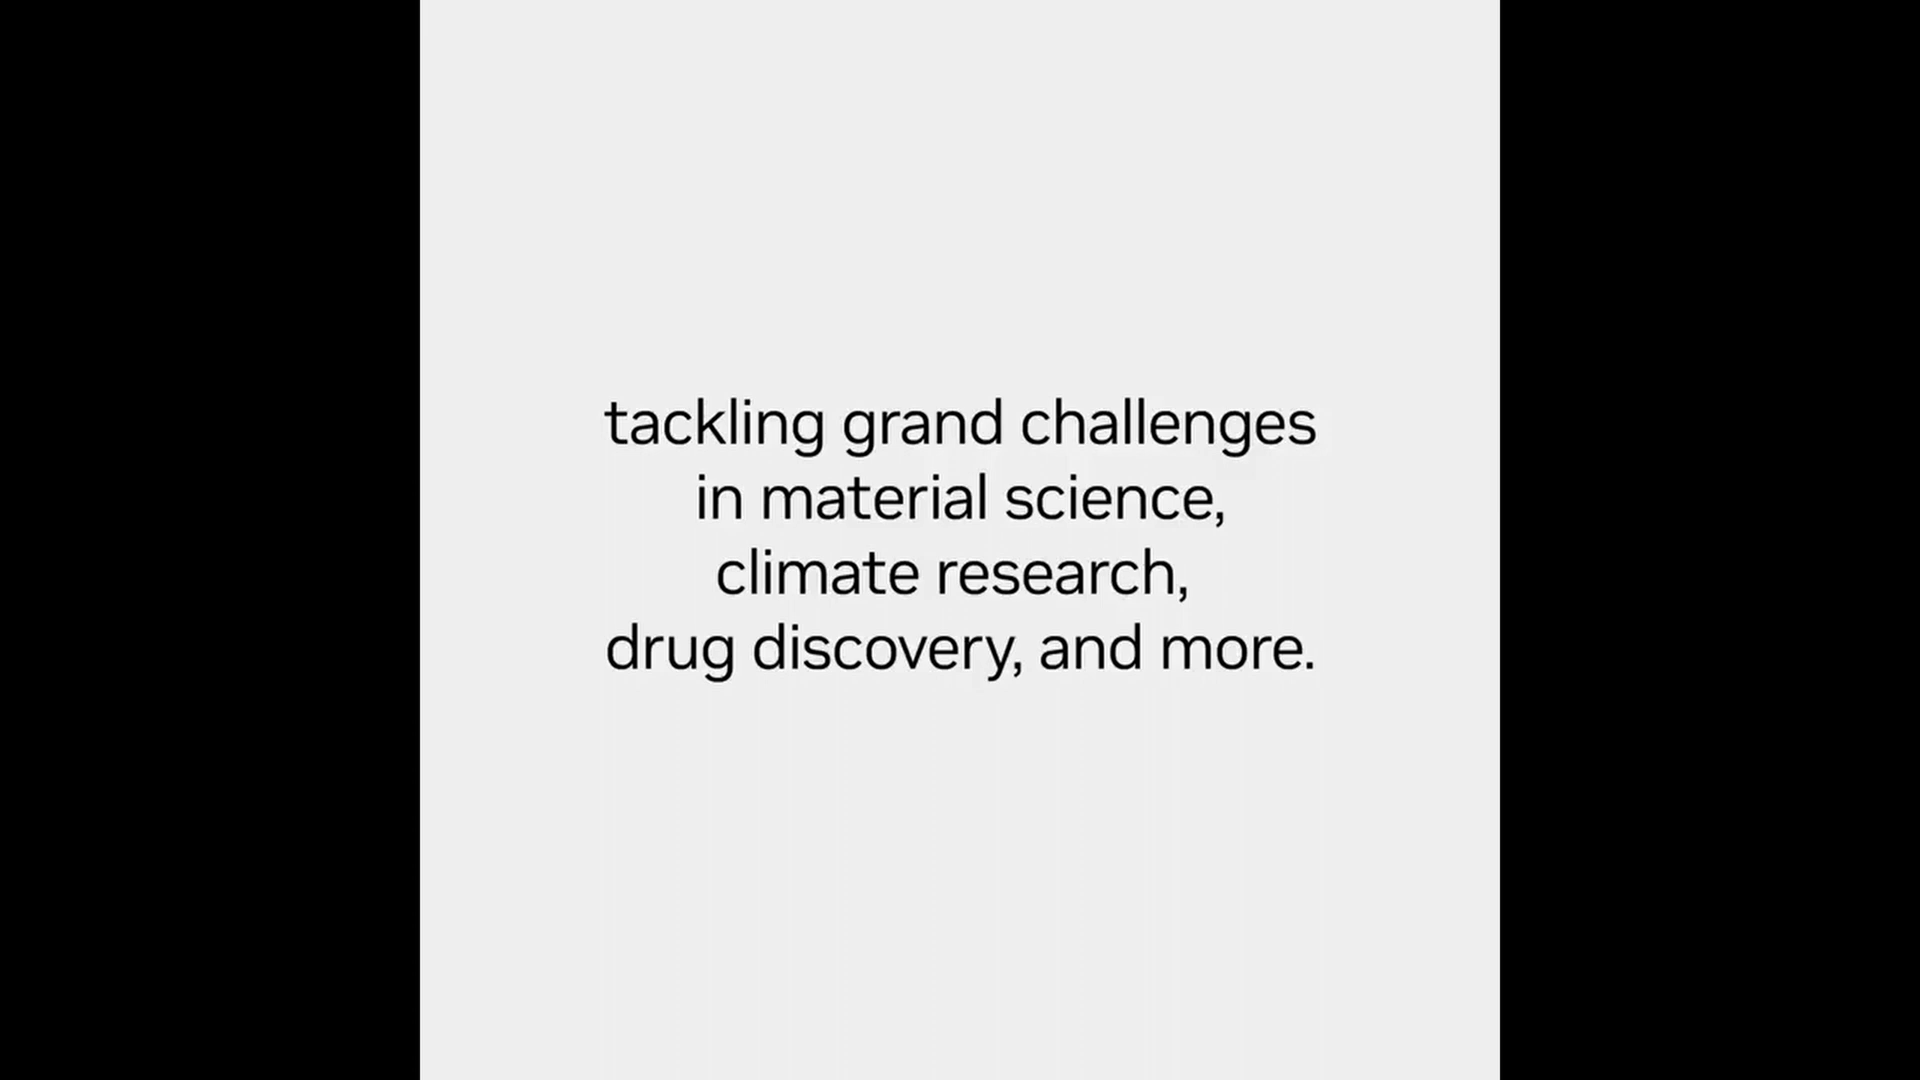 tackling grand challenges
in material science,
climate research,
drug discovery, and more.